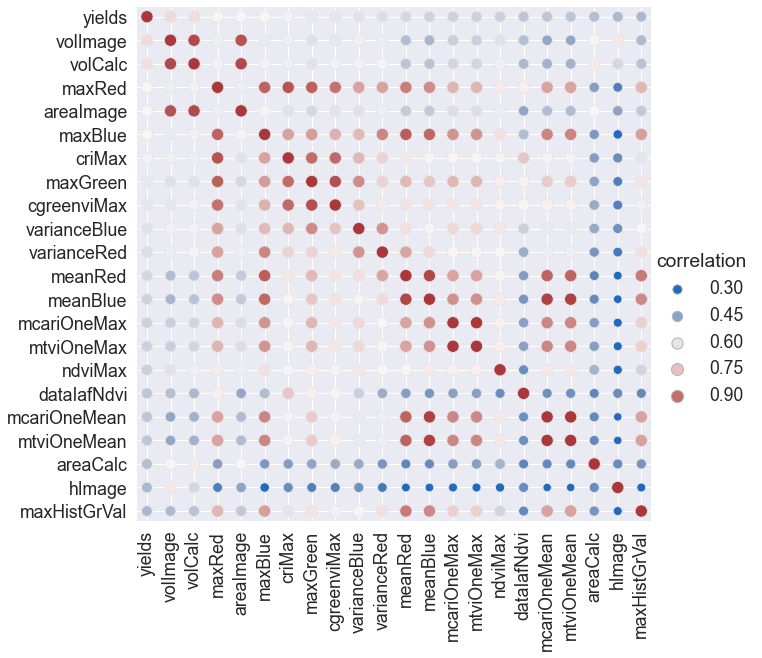 yields
volImage
volCalc
maxRed
areaImage
maxBlue
criMax
maxGreen
cgreenviMax
varianceBlue
varianceRed
meanRed
meanBlue
mcariOneMax
mtviOneMax
ndviMax
datalafNdvi
mcariOneMean
mtviOneMean
areaCalc
hImage
maxHistGrVal
yields
volImage
volCalc
maxRed
areaImage
maxBlue
criMax
maxGreen
cgreenviMax
varianceBlue
varianceRed
meanRed
meanBlue
mcariOneMax
mtviOneMax
ndviMax
datalafNdvi
mcariOneMean
mtviOneMean
areaCalc
hImage
maxHistGrVal
correlation
0.30
0.45
0.60
0.75
0.90